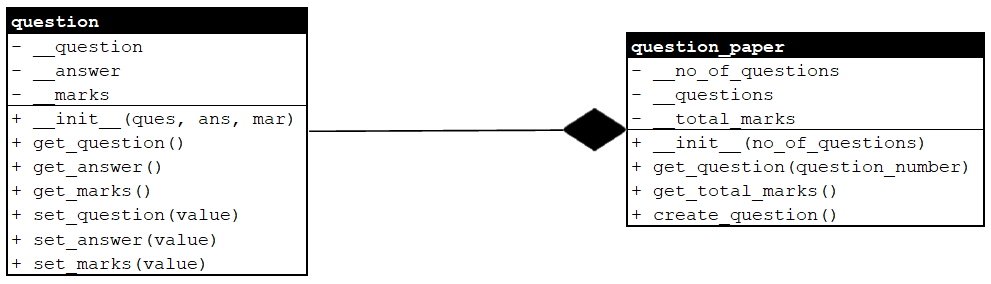 question
- __question
- __answer
- __marks
+ __init__(ques, ans, mar)
+ get_question()
+ get_answer()
+ get_marks()
+ set_question(value)
+ set_answer(value)
+ set_marks(value)
question_paper
- __no_of_questions
- __questions
- __total_marks
+ __init__(no_of_questions)
+ get_question(question_number)
+ get_total_marks()
+ create_question()